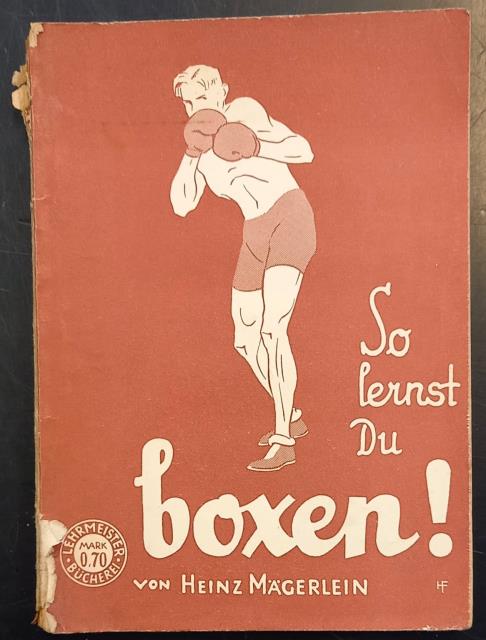 So
lernst
Du
boxen!
LEHRMEISTER
MARK
0.70
BÜCHEREI
VON HEINZ MÄGERLEIN
HF